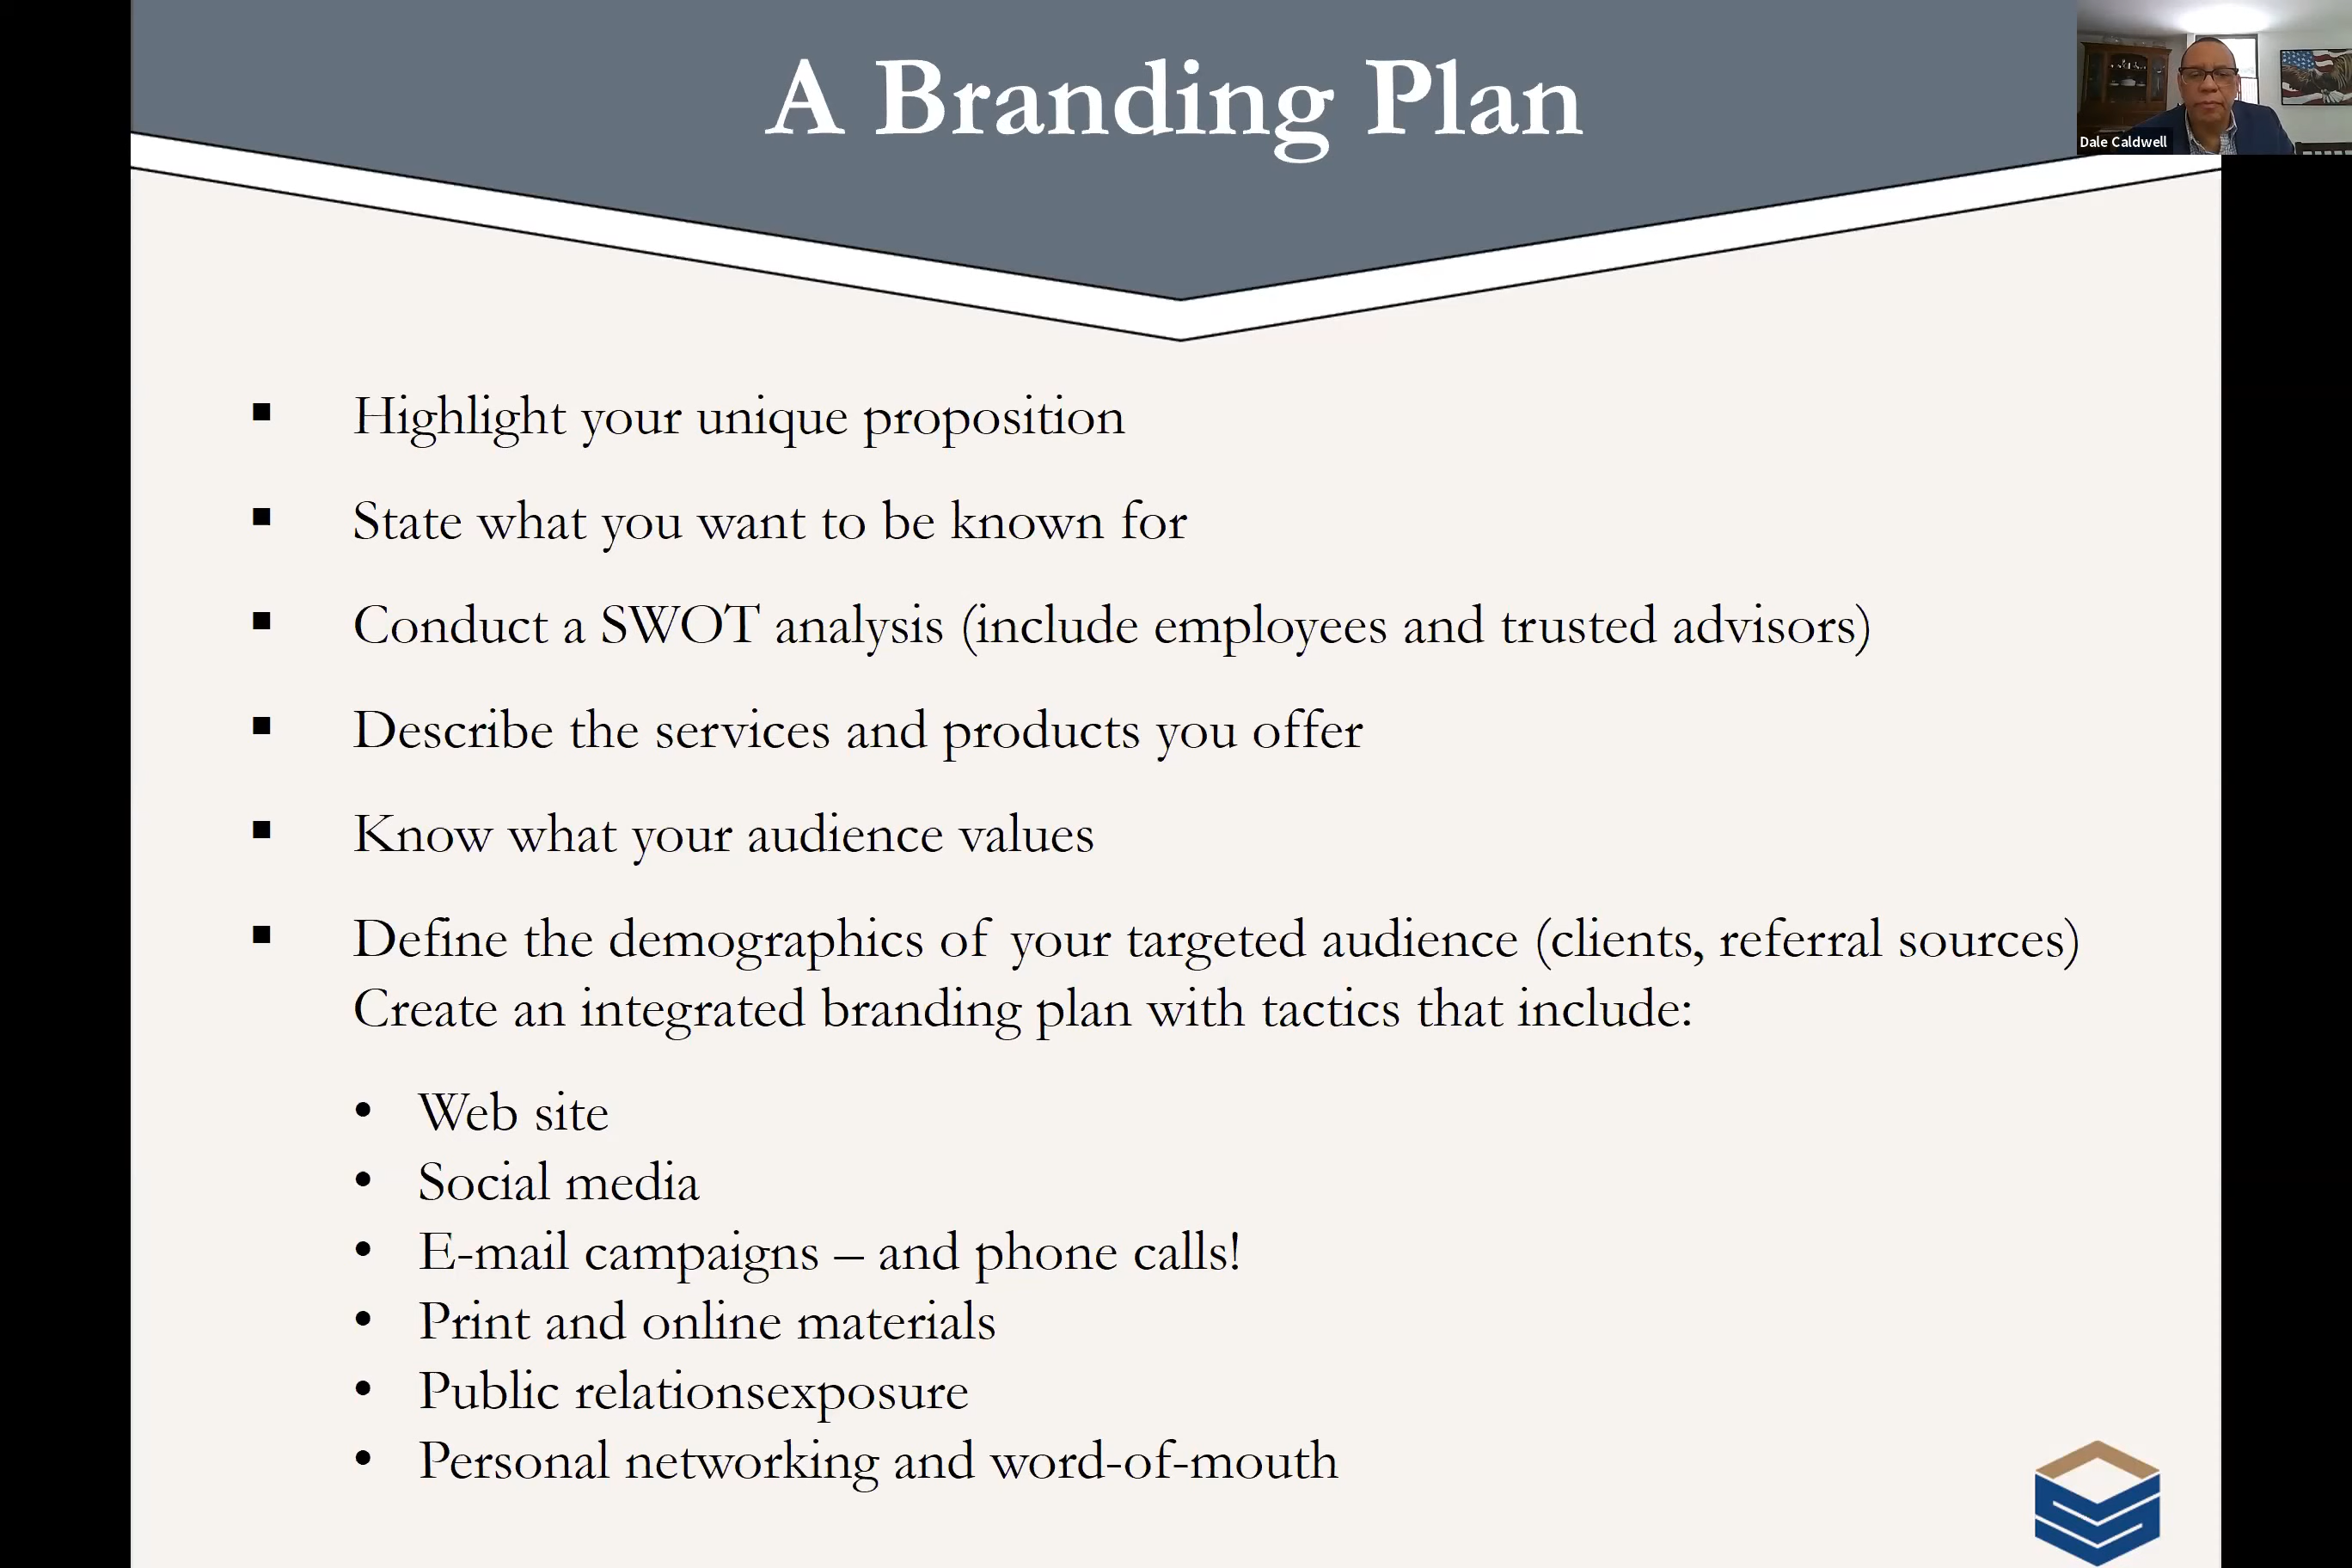 A Branding Plan
Dale Caldwell
▪ Highlight your unique proposition
▪ State what you want to be known for
▪ Conduct a SWOT analysis (include employees and trusted advisors)
▪ Describe the services and products you offer
▪ Know what your audience values
▪ Define the demographics of your targeted audience (clients, referral sources)
Create an integrated branding plan with tactics that include:
• Web site
• Social media
• E-mail campaigns – and phone calls!
• Print and online materials
• Public relationsexposure
• Personal networking and word-of-mouth